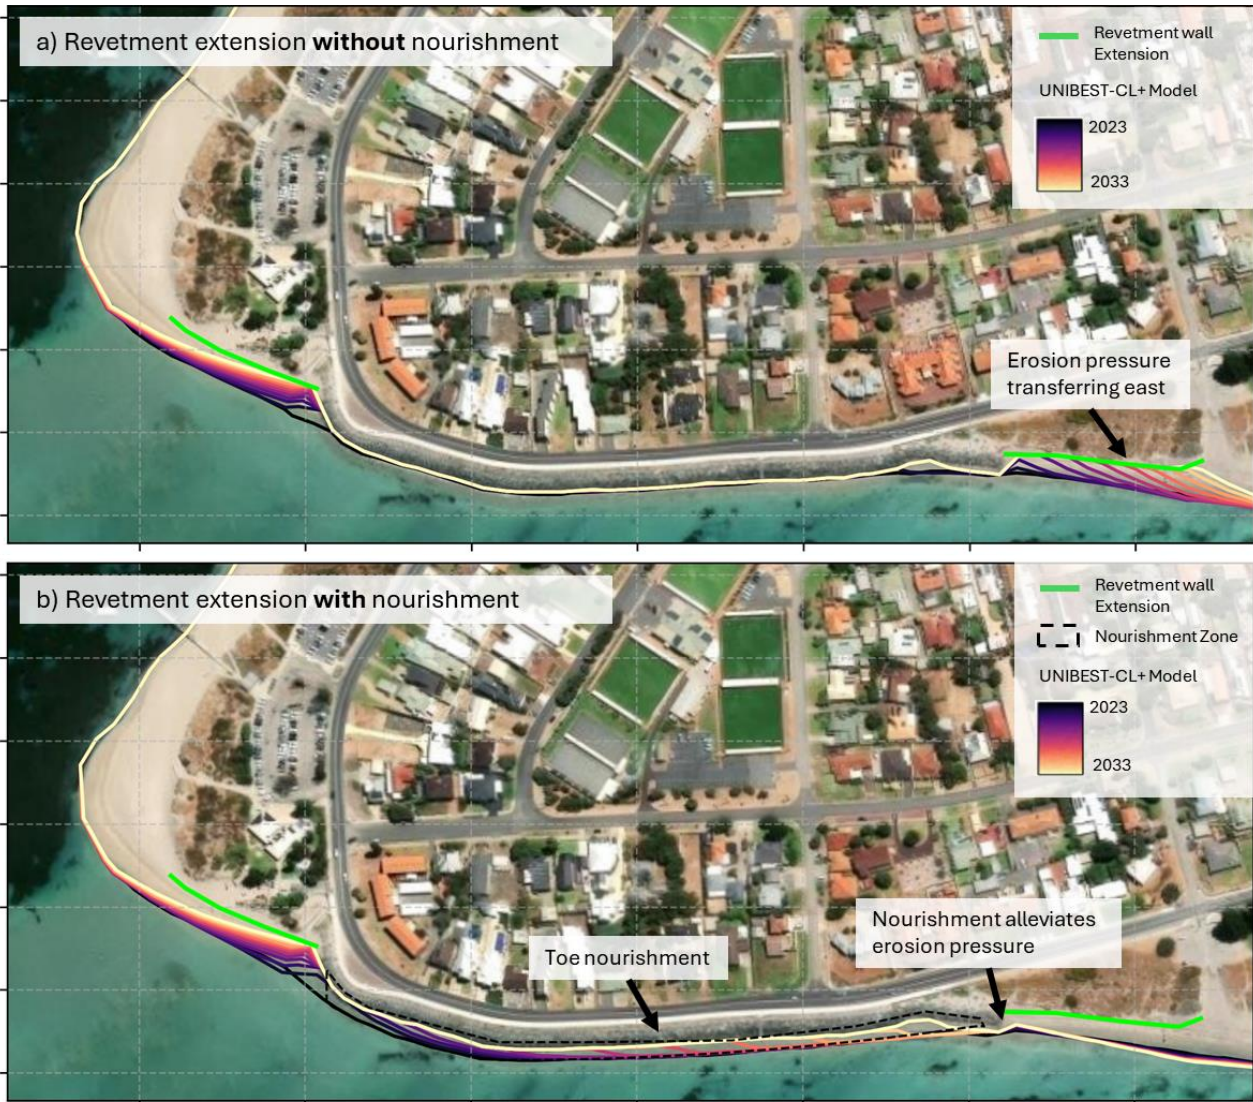 a) Revetment extension without nourishment
Revetment wall
Extension
UNIBEST-CL+ Model
2023
2033
Erosion pressure
transferring east
b) Revetment extension with nourishment
Revetment wall
Extension
Nourishment Zone
UNIBEST-CL+ Model
2023
2033
Nourishment alleviates
erosion pressure
Toe nourishment